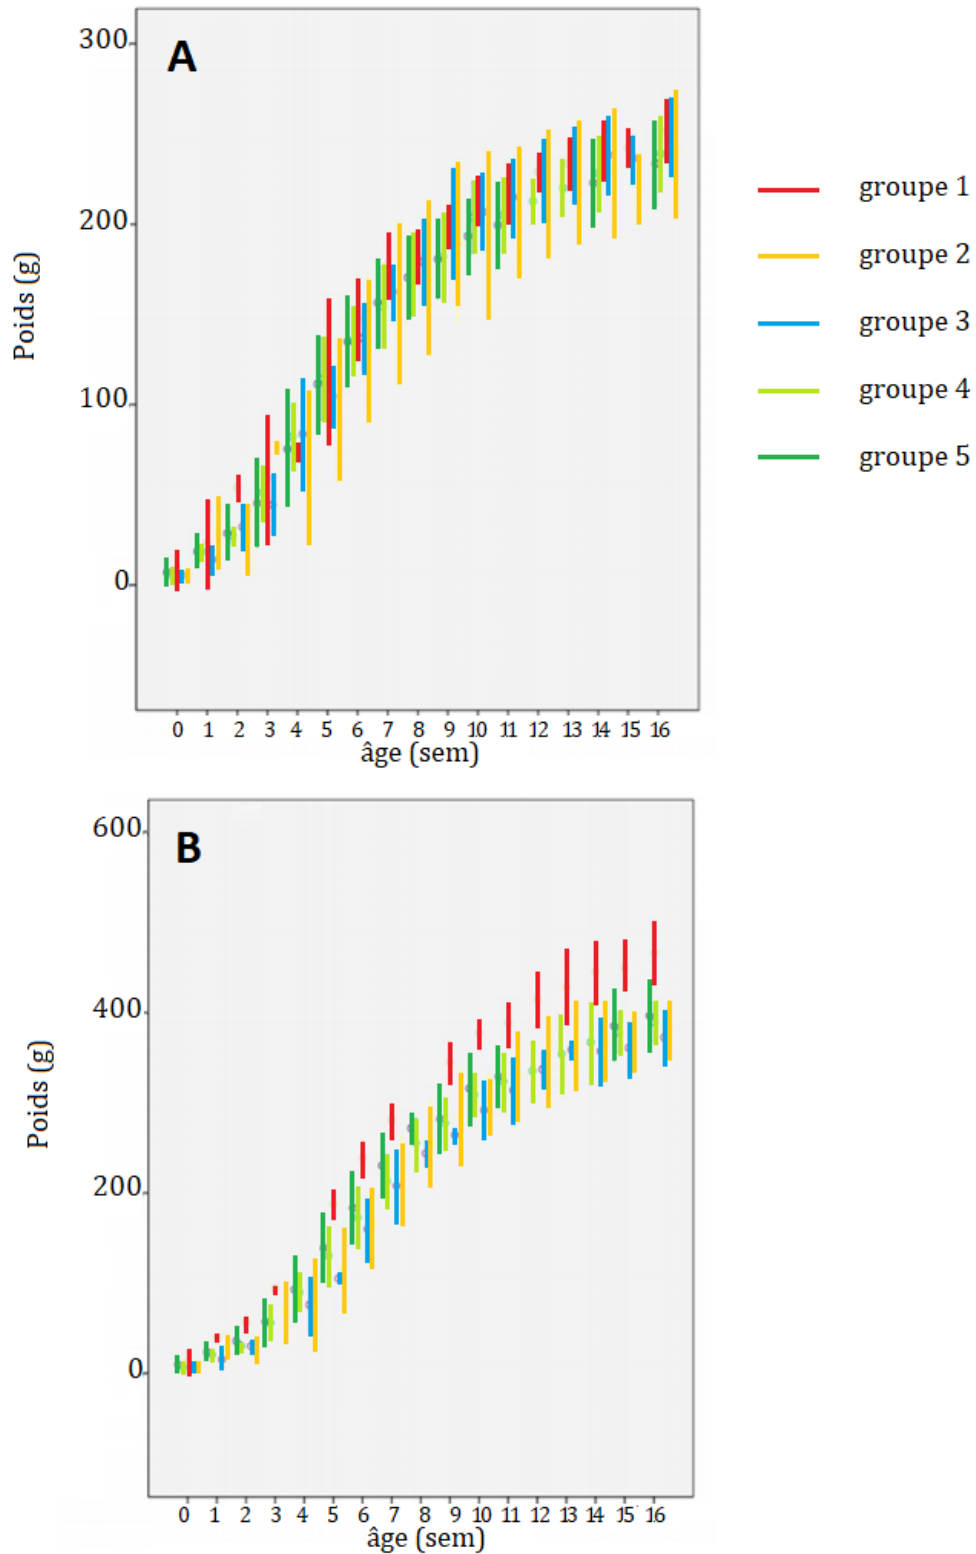 A
300
200
100
0
Poids (g)
0 1 2 3 4 5 6 7 8 9 10 11 12 13 14 15 16
âge (sem)
groupe 1
groupe 2
groupe 3
groupe 4
groupe 5
B
600
400
200
0
Poids (g)
0 1 2 3 4 5 6 7 8 9 10 11 12 13 14 15 16
âge (sem)